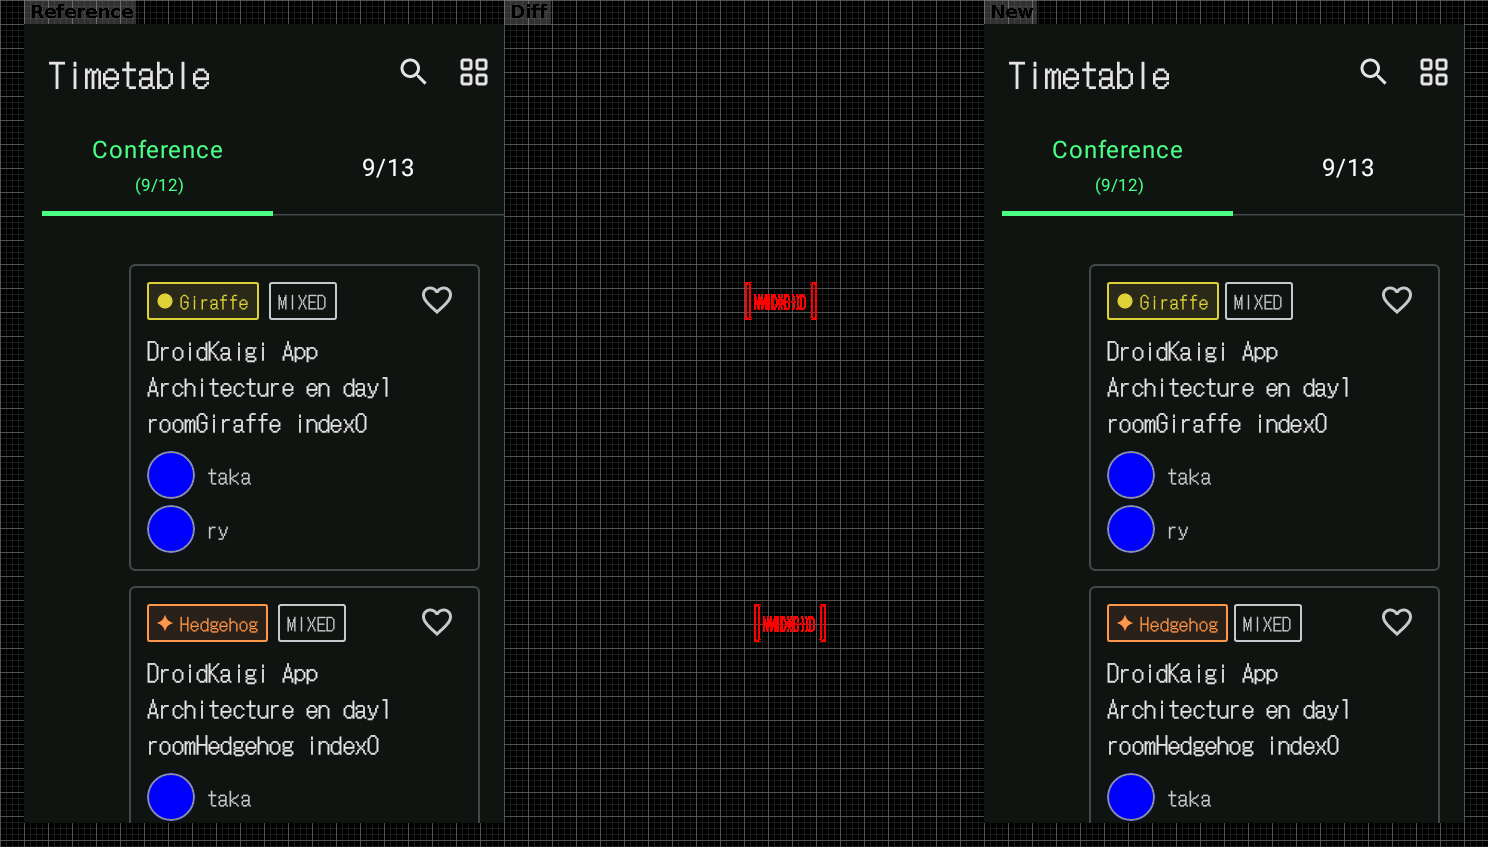 Reference
Diff
New
Timetable
Conference
(9/12)
9/13
Giraffe
MIXED
DroidKaigi App
Architecture en day1
roomGiraffe index0
taka
ry
Hedgehog
MIXED
DroidKaigi App
Architecture en day1
roomHedgehog index0
taka
Timetable
Conference
(9/12)
9/13
Giraffe
MIXED
DroidKaigi App
Architecture en day1
roomGiraffe index0
taka
ry
Hedgehog
MIXED
DroidKaigi App
Architecture en day1
roomHedgehog index0
taka